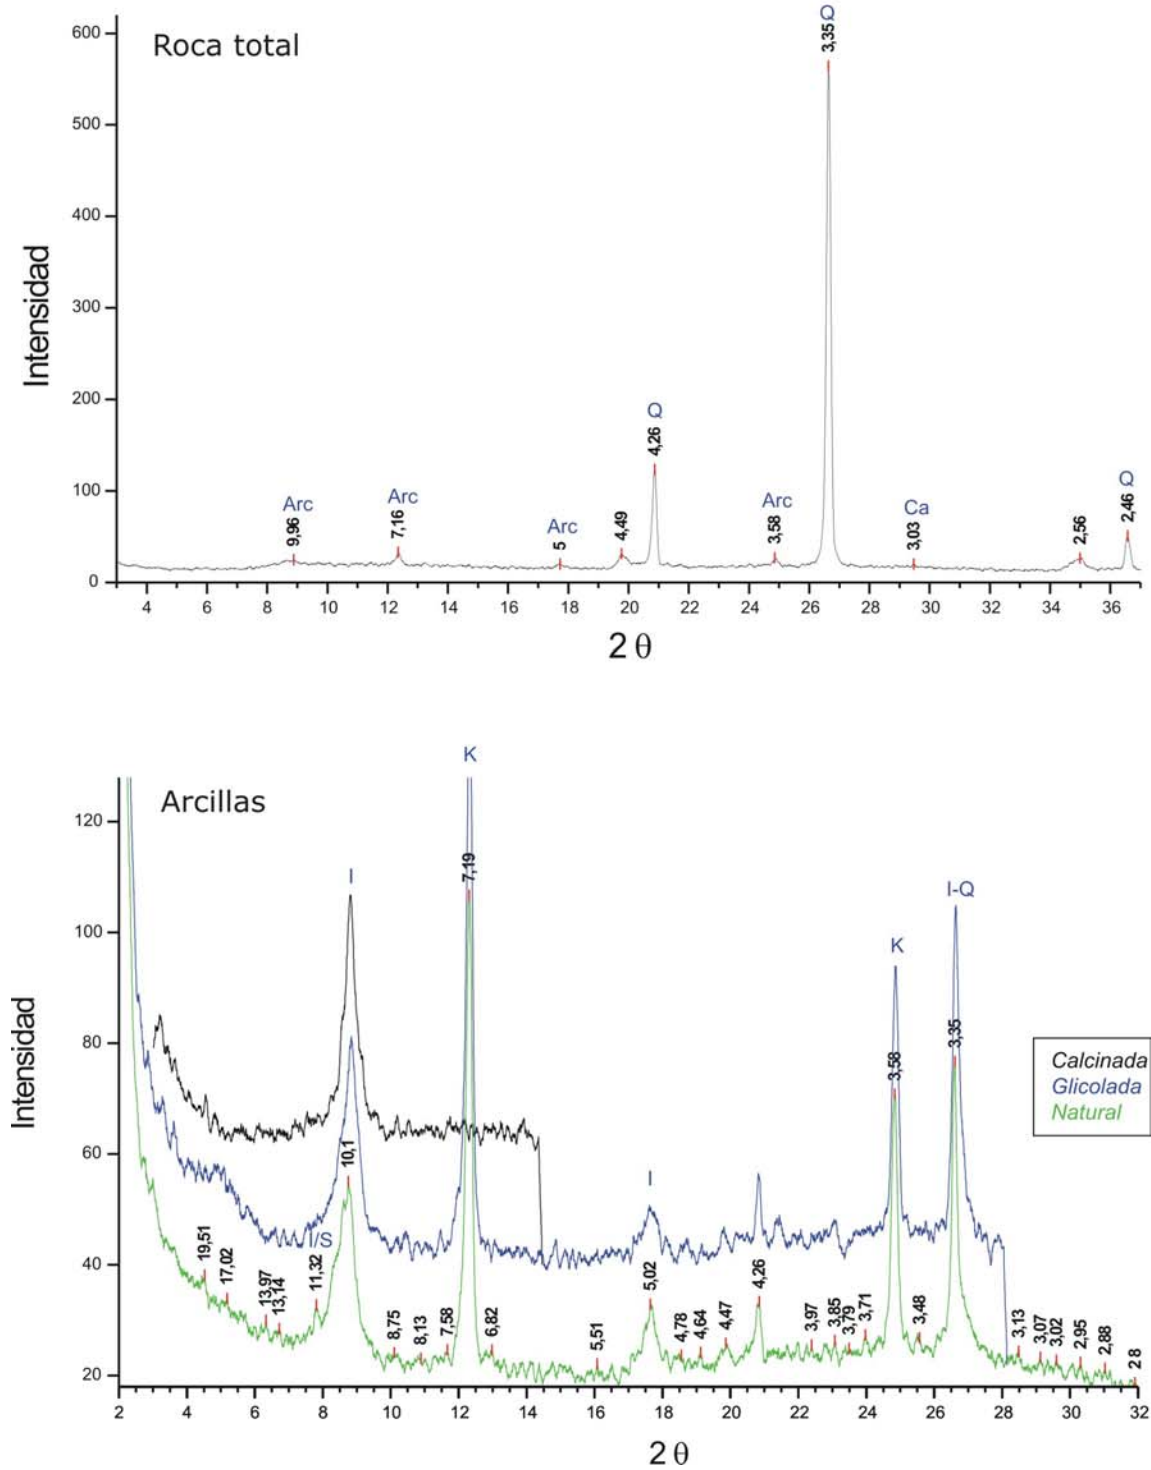 Roca total
Intensidad
600
500
400
300
200
100
0
Arc
9,96
Arc
7,16
Arc
5
4,49
Q
4,26
Arc
3,58
Q
3,35
Ca
3,03
2,56
Q
2,46
4 6 8 10 12 14 16 18 20 22 24 26 28 30 32 34 36
2 θ
Arcillas
Intensidad
120
100
80
60
40
20
I
K
7,19
I-Q
K
3,35
3,58
Calcinada
Glicolada
Natural
10,1
I
I/S
19,51
17,02
13,97
13,14
11,32
8,75
8,13
7,58
6,82
5,51
5,02
4,78
4,64
4,47
4,26
3,97
3,85
3,79
3,71
3,48
3,13
3,07
3,02
2,95
2,88
2 8
2 4 6 8 10 12 14 16 18 20 22 24 26 28 30 32
2 θ